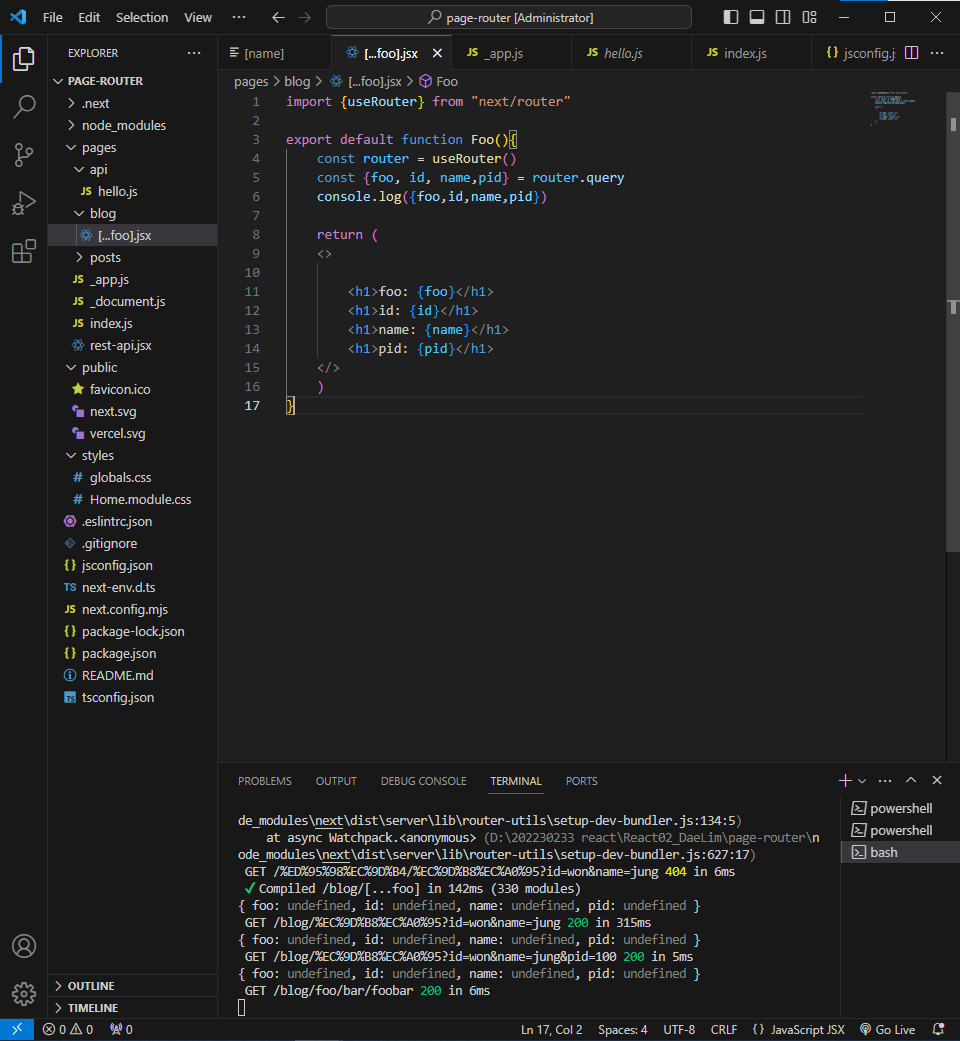 File Edit Selection View ··· page-router [Administrator]
EXPLORER ···
[name] [...foo].jsx _app.js hello.js index.js jsconfig.j ···
pages > blog > [...foo].jsx > Foo
PAGE-ROUTER
.next
node_modules
pages
api
JS hello.js
blog
[...foo].jsx
posts
JS _app.js
JS _document.js
JS index.js
rest-api.jsx
public
favicon.ico
next.svg
vercel.svg
styles
# globals.css
# Home.module.css
.eslintrc.json
.gitignore
{} jsconfig.json
TS next-env.d.ts
JS next.config.mjs
{} package-lock.json
{} package.json
README.md
tsconfig.json
OUTLINE
TIMELINE
1 import {useRouter} from "next/router"
2
3 export default function Foo(){
4 const router = useRouter()
5 const {foo, id, name,pid} = router.query
6 console.log({foo,id,name,pid})
7
8 return (
9 <>
10
11 <h1>foo: {foo}</h1>
12 <h1>id: {id}</h1>
13 <h1>name: {name}</h1>
14 <h1>pid: {pid}</h1>
15 </>
16 )
17 }
PROBLEMS OUTPUT DEBUG CONSOLE TERMINAL PORTS
de_modules\next\dist\server\lib\router-utils\setup-dev-bundler.js:134:5)
at async Watchpack.<anonymous> (D:\202230233 react\React02_DaeLim\page-router\n
ode_modules\next\dist\server\lib\router-utils\setup-dev-bundler.js:627:17)
GET /%ED%95%98%EC%9D%B4/%EC%9D%B8%EC%A0%95?id=won&name=jung 404 in 6ms
✓ Compiled /blog/[...foo] in 142ms (330 modules)
{ foo: undefined, id: undefined, name: undefined, pid: undefined }
GET /blog/%EC%9D%B8%EC%A0%95?id=won&name=jung 200 in 315ms
{ foo: undefined, id: undefined, name: undefined, pid: undefined }
GET /blog/%EC%9D%B8%EC%A0%95?id=won&name=jung&pid=100 200 in 5ms
{ foo: undefined, id: undefined, name: undefined, pid: undefined }
GET /blog/foo/bar/foobar 200 in 6ms
powershell
powershell
bash
0 0 0 Ln 17, Col 2 Spaces: 4 UTF-8 CRLF {} JavaScript JSX Go Live